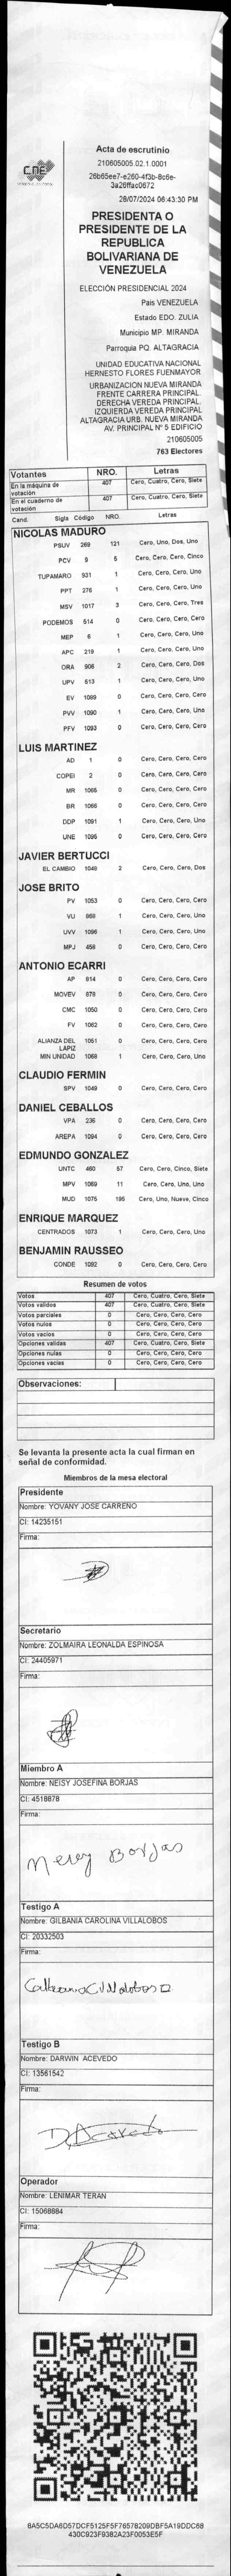 CNE
Acta de escrutinio
210605005.02.1.0001
26b65ee7-e260-4f3b-8c6e-
3a26ffac0672
28/07/2024 06:43:30 PM
PRESIDENTA O
PRESIDENTE DE LA
REPUBLICA
BOLIVARIANA DE
VENEZUELA
ELECCIÓN PRESIDENCIAL 2024
Pais VENEZUELA
Estado EDO. ZULIA
Municipio MP. MIRANDA
Parroquia PQ. ALTAGRACIA
UNIDAD EDUCATIVA NACIONAL
HERNESTO FLORES FUENMAYOR
URBANIZACION NUEVA MIRANDA
FRENTE CARRERA PRINCIPAL.
DERECHA VEREDA PRINCIPAL.
IZQUIERDA VEREDA PRINCIPAL
ALTAGRACIA URB. NUEVA MIRANDA
AV. PRINCIPAL N° 5 EDIFICIO
210605005
763 Electores
Votantes NRO. Letras
En la máquina de votación 407 Cero, Cuatro, Cero, Siete
En el cuaderno de votación 407 Cero, Cuatro, Cero, Siete
Cand. Sigla Código NRO. Letras
NICOLAS MADURO
PSUV 269 121 Cero, Uno, Dos, Uno
PCV 9 5 Cero, Cero, Cero, Cinco
TUPAMARO 931 1 Cero, Cero, Cero, Uno
PPT 276 1 Cero, Cero, Cero, Uno
MSV 1017 3 Cero, Cero, Cero, Tres
PODEMOS 514 0 Cero, Cero, Cero, Cero
MEP 6 1 Cero, Cero, Cero, Uno
APC 219 1 Cero, Cero, Cero, Uno
ORA 906 2 Cero, Cero, Cero, Dos
UPV 513 1 Cero, Cero, Cero, Uno
EV 1089 0 Cero, Cero, Cero, Cero
PVV 1090 1 Cero, Cero, Cero, Uno
PFV 1093 0 Cero, Cero, Cero, Cero
LUIS MARTINEZ
AD 1 0 Cero, Cero, Cero, Cero
COPEI 2 0 Cero, Cero, Cero, Cero
MR 1065 0 Cero, Cero, Cero, Cero
BR 1066 0 Cero, Cero, Cero, Cero
DDP 1091 1 Cero, Cero, Cero, Uno
UNE 1095 0 Cero, Cero, Cero, Cero
JAVIER BERTUCCI
EL CAMBIO 1046 2 Cero, Cero, Cero, Dos
JOSE BRITO
PV 1053 0 Cero, Cero, Cero, Cero
VU 968 1 Cero, Cero, Cero, Uno
UVV 1096 1 Cero, Cero, Cero, Uno
MPJ 458 0 Cero, Cero, Cero, Cero
ANTONIO ECARRI
AP 814 0 Cero, Cero, Cero, Cero
MOVEV 878 0 Cero, Cero, Cero, Cero
CMC 1050 0 Cero, Cero, Cero, Cero
FV 1062 0 Cero, Cero, Cero, Cero
ALIANZA DEL LAPIZ 1051 0 Cero, Cero, Cero, Cero
MIN UNIDAD 1068 1 Cero, Cero, Cero, Uno
CLAUDIO FERMIN
SPV 1049 0 Cero, Cero, Cero, Cero
DANIEL CEBALLOS
VPA 236 0 Cero, Cero, Cero, Cero
AREPA 1094 0 Cero, Cero, Cero, Cero
EDMUNDO GONZALEZ
UNTC 460 57 Cero, Cero, Cinco, Siete
MPV 1069 11 Cero, Cero, Uno, Uno
MUD 1075 195 Cero, Uno, Nueve, Cinco
ENRIQUE MARQUEZ
CENTRADOS 1073 1 Cero, Cero, Cero, Uno
BENJAMIN RAUSSEO
CONDE 1092 0 Cero, Cero, Cero, Cero
Resumen de votos
Votos 407 Cero, Cuatro, Cero, Siete
Votos validos 407 Cero, Cuatro, Cero, Siete
Votos parciales 0 Cero, Cero, Cero, Cero
Votos nulos 0 Cero, Cero, Cero, Cero
Votos vacios 0 Cero, Cero, Cero, Cero
Opciones validas 407 Cero, Cuatro, Cero, Siete
Opciones nulas 0 Cero, Cero, Cero, Cero
Opciones vacias 0 Cero, Cero, Cero, Cero
Observaciones:
Se levanta la presente acta la cual firman en
señal de conformidad.
Miembros de la mesa electoral
Presidente
Nombre: YOVANY JOSE CARREÑO
CI: 14235151
Firma:
Secretario
Nombre: ZOLMAIRA LEONALDA ESPINOSA
CI: 24405971
Firma:
Miembro A
Nombre: NEISY JOSEFINA BORJAS
CI: 4518878
Firma:
Neisy Borjas
Testigo A
Nombre: GILBANIA CAROLINA VILLALOBOS
CI: 20332503
Firma:
Testigo B
Nombre: DARWIN ACEVEDO
CI: 13561542
Firma:
D. Acevedo
Operador
Nombre: LENIMAR TERAN
CI: 15068884
Firma:
8A5C5DA6D57DCF5125F5F76578209DBF5A19DDC68
430C923F9382A23F0053E5F